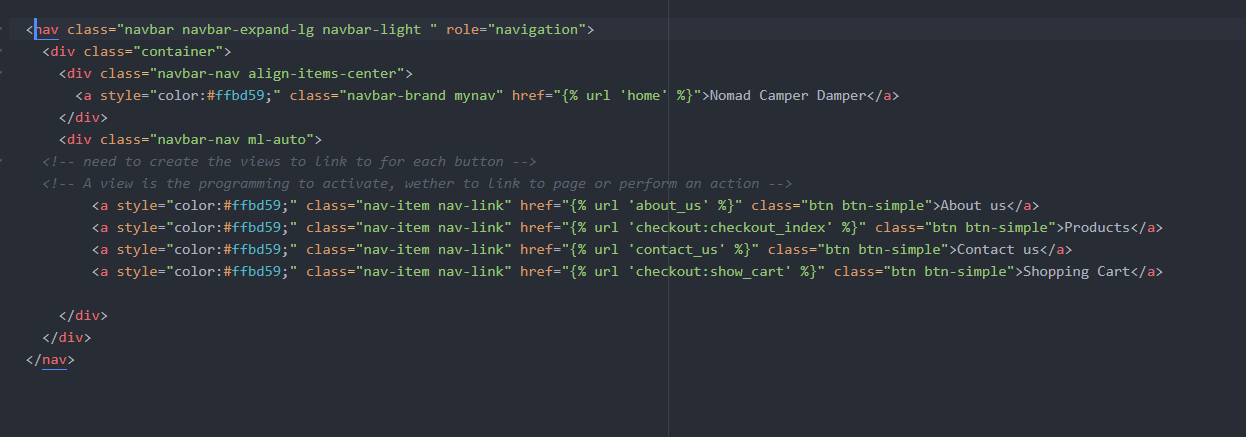 <nav class="navbar navbar-expand-lg navbar-light " role="navigation">
<div class="container">
<div class="navbar-nav align-items-center">
<a style="color:#ffbd59;" class="navbar-brand mynav" href="{% url 'home' %}">Nomad Camper Damper</a>
</div>
<div class="navbar-nav ml-auto">
<!-- need to create the views to link to for each button -->
<!-- A view is the programming to activate, wether to link to page or perform an action -->
<a style="color:#ffbd59;" class="nav-item nav-link" href="{% url 'about_us' %}" class="btn btn-simple">About us</a>
<a style="color:#ffbd59;" class="nav-item nav-link" href="{% url 'checkout:checkout_index' %}" class="btn btn-simple">Products</a>
<a style="color:#ffbd59;" class="nav-item nav-link" href="{% url 'contact_us' %}" class="btn btn-simple">Contact us</a>
<a style="color:#ffbd59;" class="nav-item nav-link" href="{% url 'checkout:show_cart' %}" class="btn btn-simple">Shopping Cart</a>
</div>
</div>
</nav>